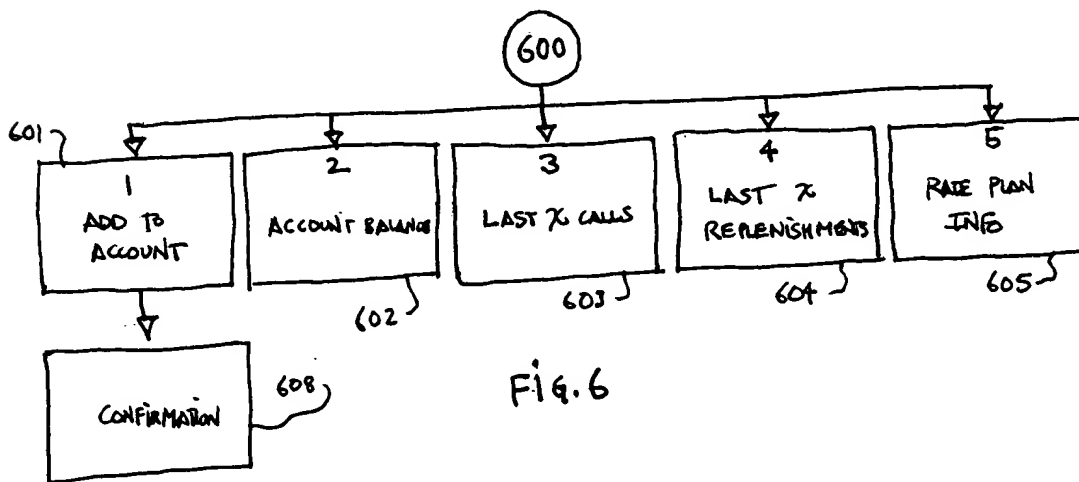 600
601
1
ADD TO
ACCOUNT
2
ACCOUNT BALANCE
602
3
LAST X CALLS
603
4
LAST X
REPLENISHMENTS
604
5
RATE PLAN
INFO
605
CONFIRMATION
608
FIG. 6